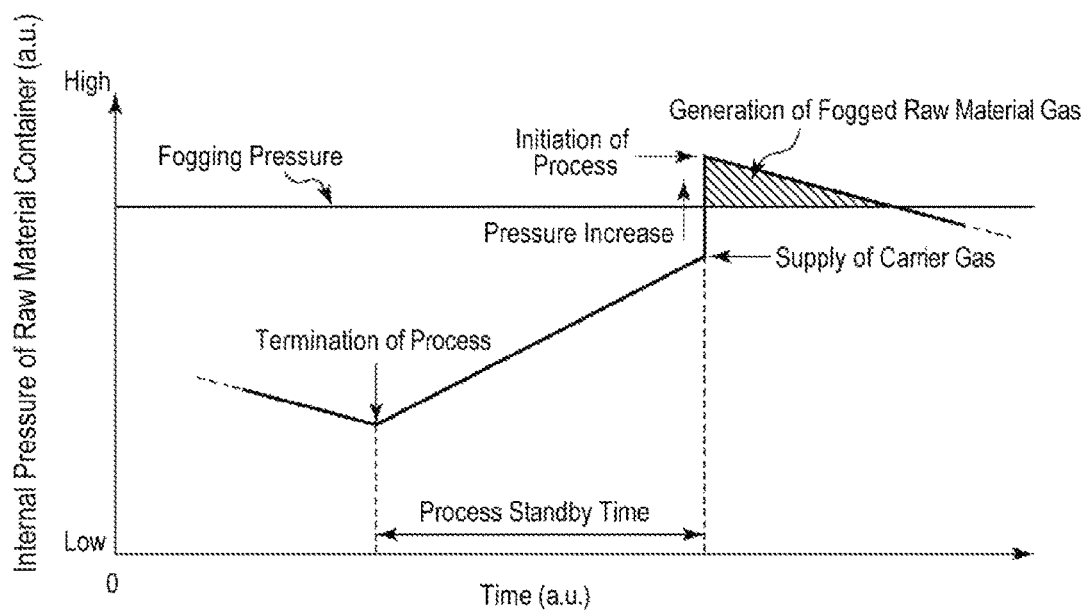 Internal Pressure of Raw Material Container (a.u.)
High
Generation of Fogged Raw Material Gas
Initiation of
Process
Fogging Pressure
Pressure Increase
Supply of Carrier Gas
Termination of Process
Process Standby Time
Low
0
Time (a.u.)